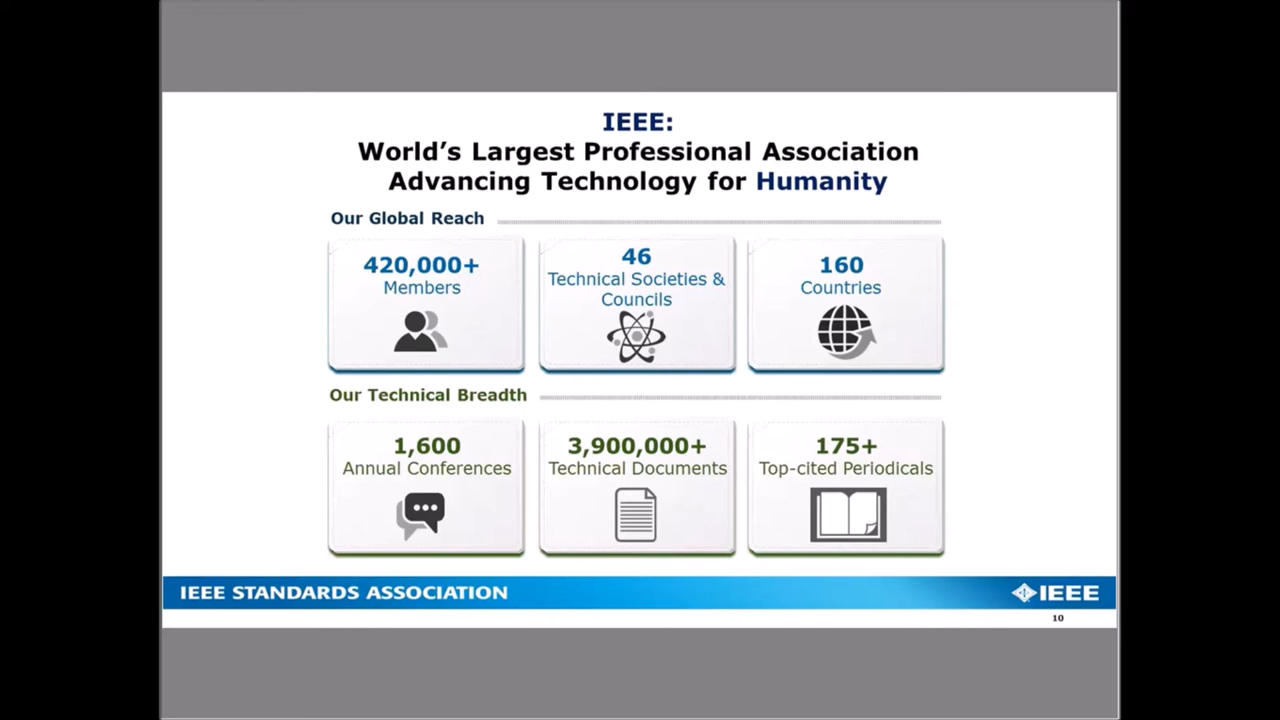 IEEE:
World's Largest Professional Association
Advancing Technology for Humanity
Our Global Reach
420,000+
Members
46
Technical Societies &
Councils
160
Countries
Our Technical Breadth
1,600
Annual Conferences
3,900,000+
Technical Documents
175+
Top-cited Periodicals
IEEE STANDARDS ASSOCIATION
IEEE
10